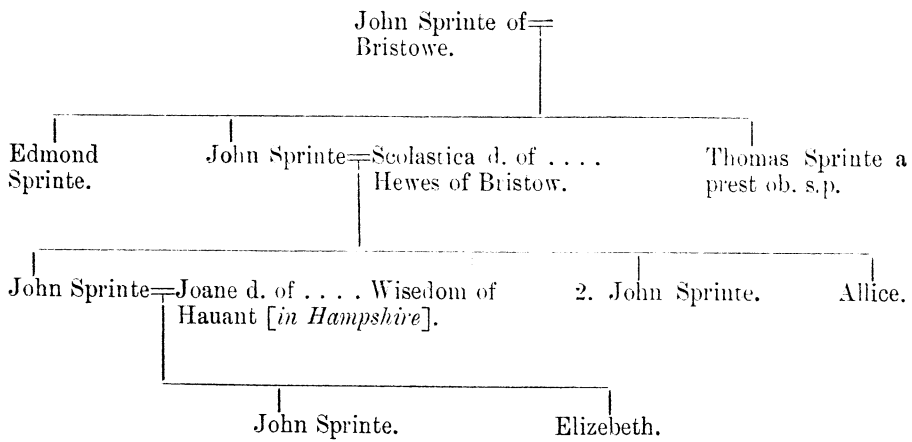 John Sprinte of
Bristowe.
Edmond
Sprinte.
John Sprinte
Scolastica d. of . . . .
Hewes of Bristow.
Thomas Sprinte a
prest ob. s.p.
John Sprinte
Joane d. of . . . . Wisedom of
Hauant [in Hampshire].
2. John Sprinte.
Allice.
John Sprinte.
Elizebeth.